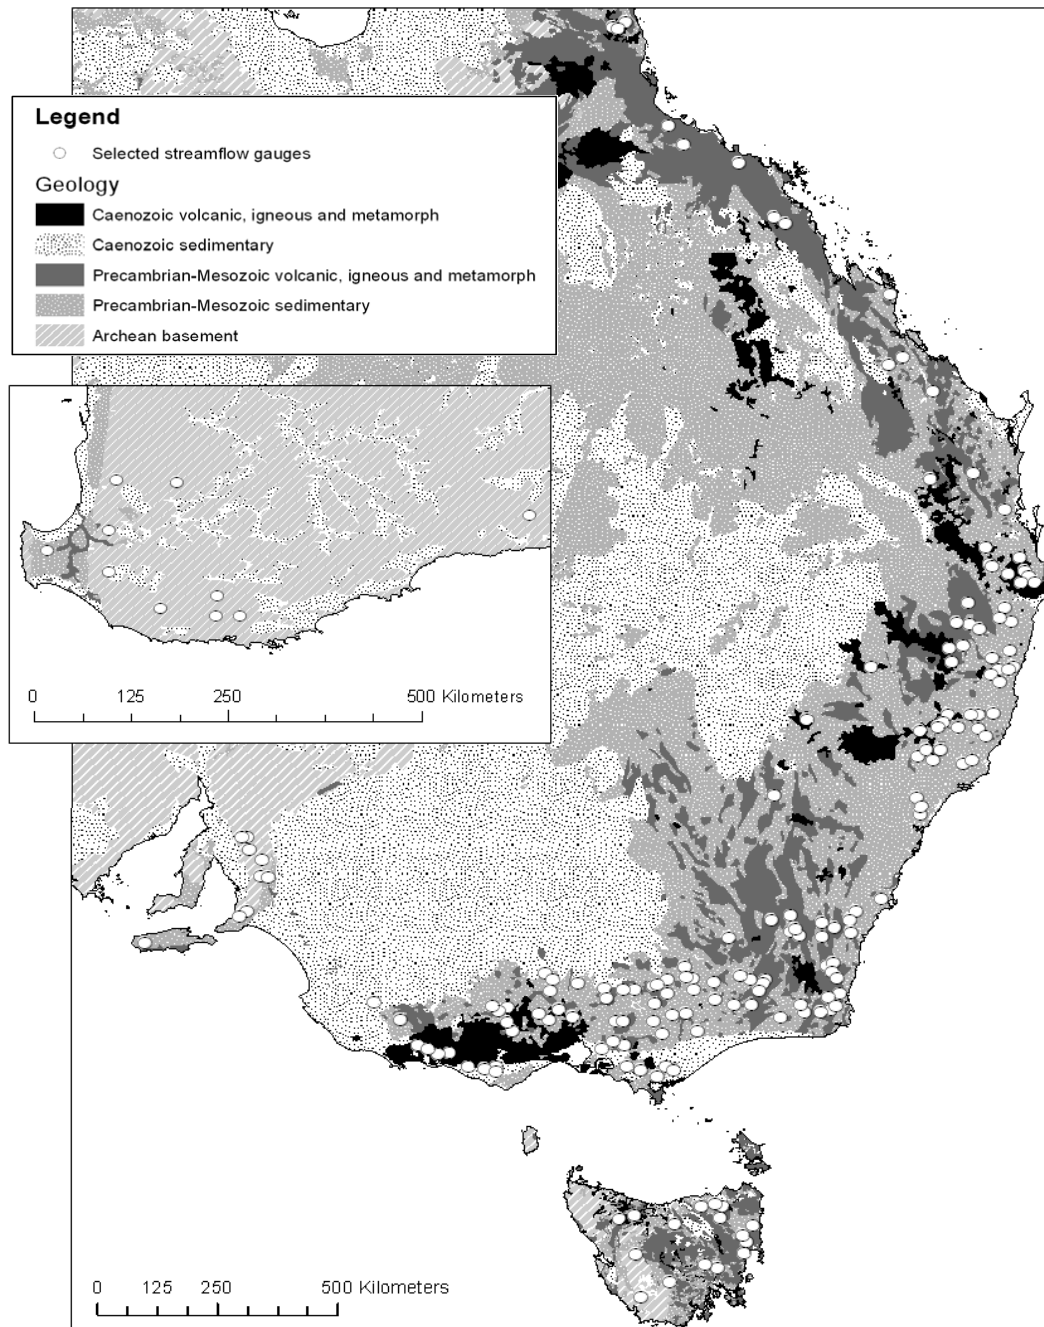 Legend
Selected streamflow gauges
Geology
Caenozoic volcanic, igneous and metamorph
Caenozoic sedimentary
Precambrian-Mesozoic volcanic, igneous and metamorph
Precambrian-Mesozoic sedimentary
Archean basement
0 125 250 500 Kilometers
0 125 250 500 Kilometers